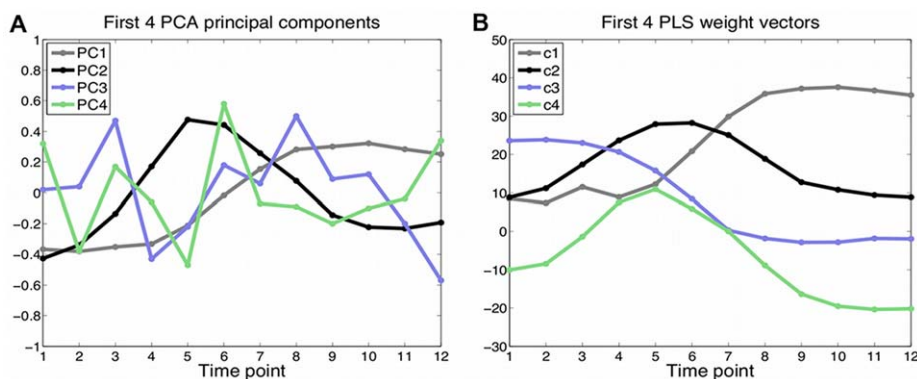 A
First 4 PCA principal components
1
0.8
0.6
0.4
0.2
0
−0.2
−0.4
−0.6
−0.8
−1
PC1
PC2
PC3
PC4
1 2 3 4 5 6 7 8 9 10 11 12
Time point
B
First 4 PLS weight vectors
50
40
30
20
10
0
−10
−20
−30
c1
c2
c3
c4
1 2 3 4 5 6 7 8 9 10 11 12
Time point